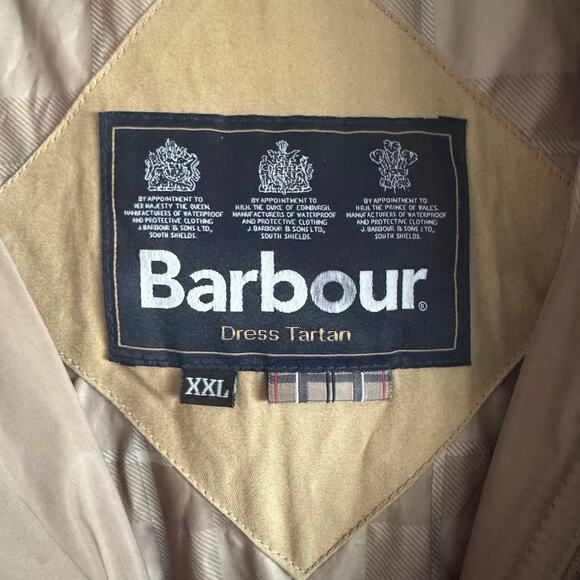 BY APPOINTMENT TO
HER MAJESTY THE QUEEN.
MANUFACTURERS OF WATERPROOF
AND PROTECTIVE CLOTHING
J. BARBOUR & SONS LTD,
SOUTH SHIELDS.
BY APPOINTMENT TO
H.R.H. THE DUKE OF EDINBURGH.
MANUFACTURERS OF WATERPROOF
AND PROTECTIVE CLOTHING
J. BARBOUR & SONS LTD,
SOUTH SHIELDS.
BY APPOINTMENT TO
H.R.H. THE PRINCE OF WALES.
MANUFACTURERS OF WATERPROOF
AND PROTECTIVE CLOTHING
J. BARBOUR & SONS LTD,
SOUTH SHIELDS.
Barbour®
Dress Tartan
XXL